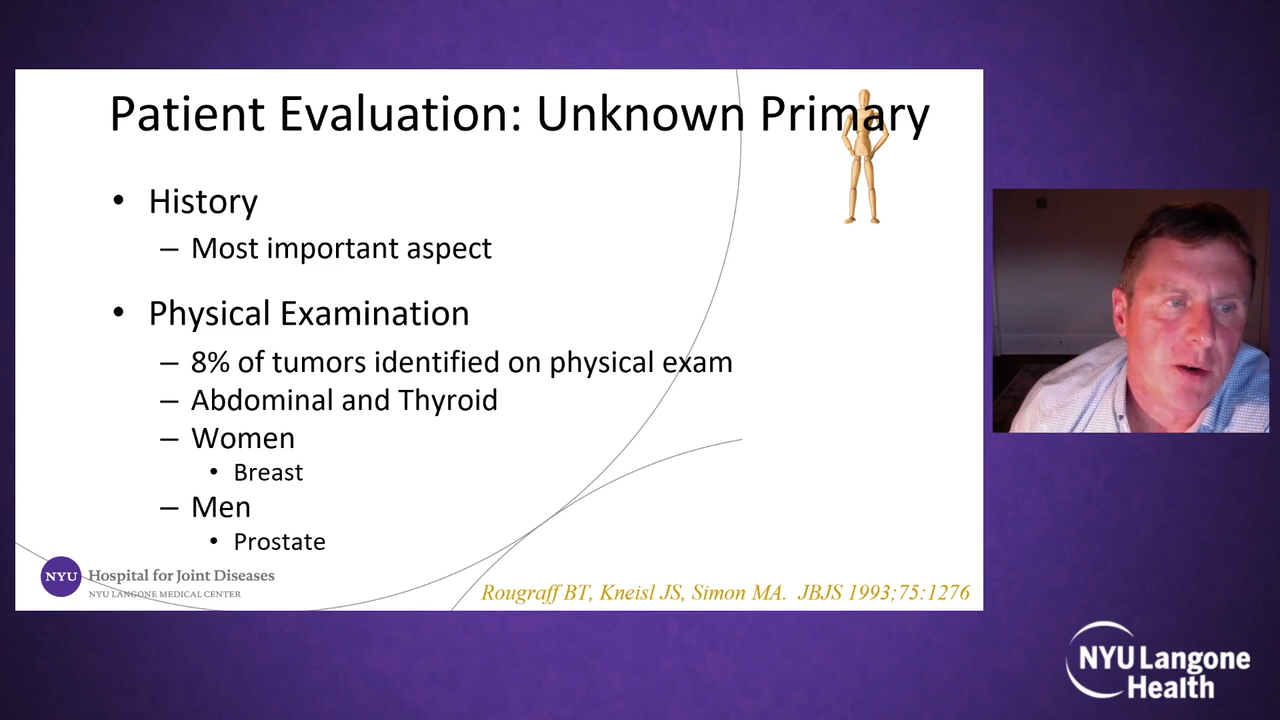 Patient Evaluation: Unknown Primary
• History
– Most important aspect
• Physical Examination
– 8% of tumors identified on physical exam
– Abdominal and Thyroid
– Women
• Breast
– Men
• Prostate
NYU Hospital for Joint Diseases
NYU LANGONE MEDICAL CENTER
Rougraff BT, Kneisl JS, Simon MA. JBJS 1993;75:1276
NYU Langone
Health